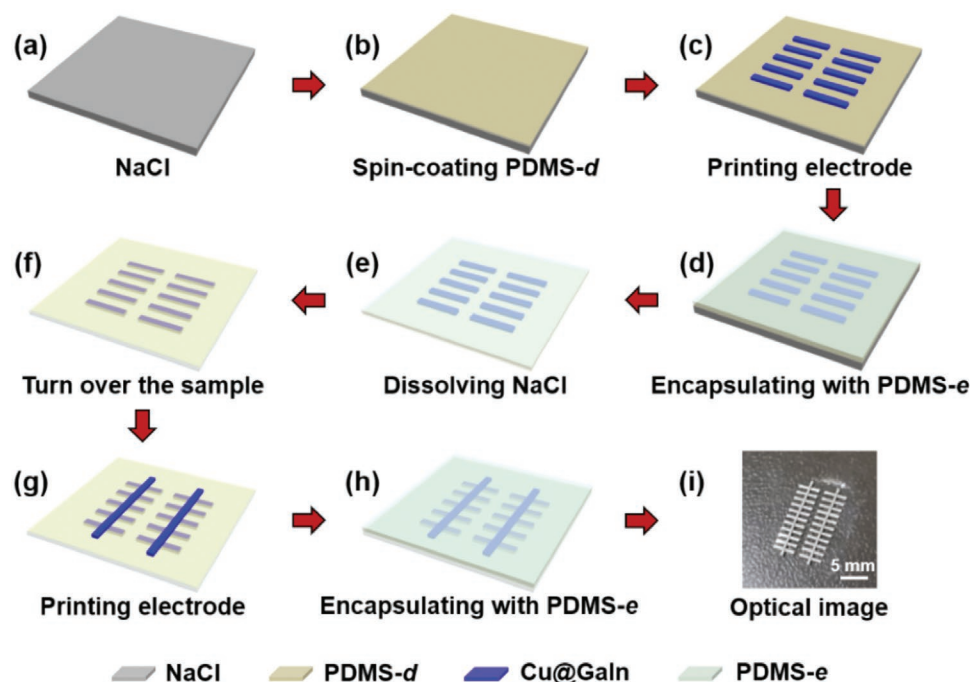 (a)
(b)
(c)
NaCl
Spin-coating PDMS-d
Printing electrode
(f)
(e)
(d)
Turn over the sample
Dissolving NaCl
Encapsulating with PDMS-e
(g)
(h)
(i)
5 mm
Printing electrode
Encapsulating with PDMS-e
Optical image
NaCl
PDMS-d
Cu@GaIn
PDMS-e